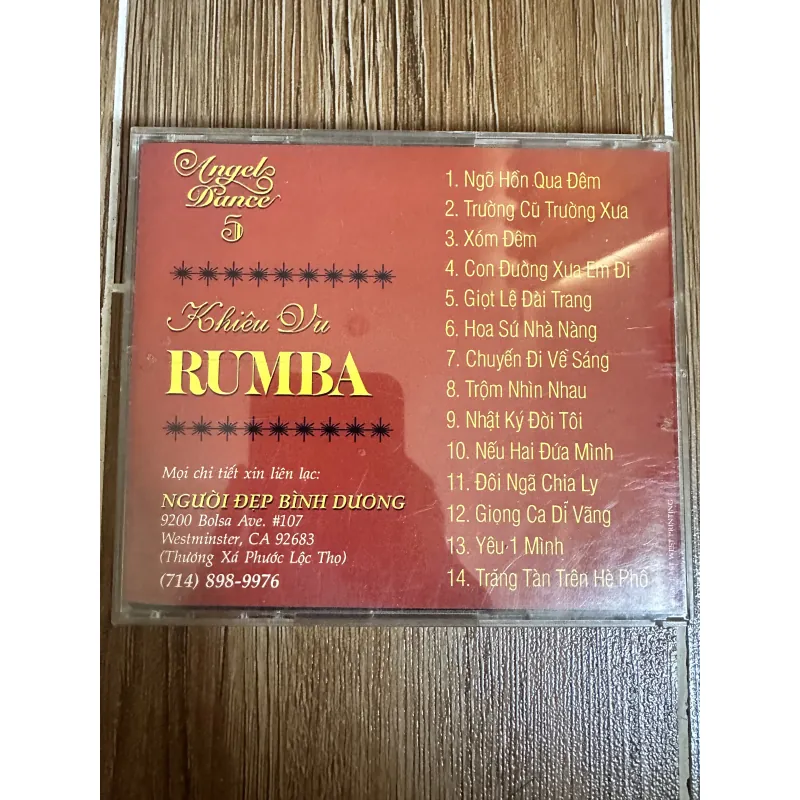 Angel
Dance
5
Khiêu Vũ
RUMBA
Mọi chi tiết xin liên lạc:
NGƯỜI ĐẸP BÌNH DƯƠNG
9200 Bolsa Ave. #107
Westminster, CA 92683
(Thương Xá Phước Lộc Thọ)
(714) 898-9976
1. Ngõ Hồn Qua Đêm
2. Trường Cũ Trường Xưa
3. Xóm Đêm
4. Con Đường Xua Em Đi
5. Giọt Lệ Đài Trang
6. Hoa Sứ Nhà Nàng
7. Chuyến Đi Về Sáng
8. Trộm Nhìn Nhau
9. Nhật Ký Đời Tôi
10. Nếu Hai Đứa Mình
11. Đôi Ngã Chia Ly
12. Giọng Ca Dĩ Vãng
13. Yêu 1 Mình
14. Trăng Tàn Trên Hè Phố
WEST PRINTING